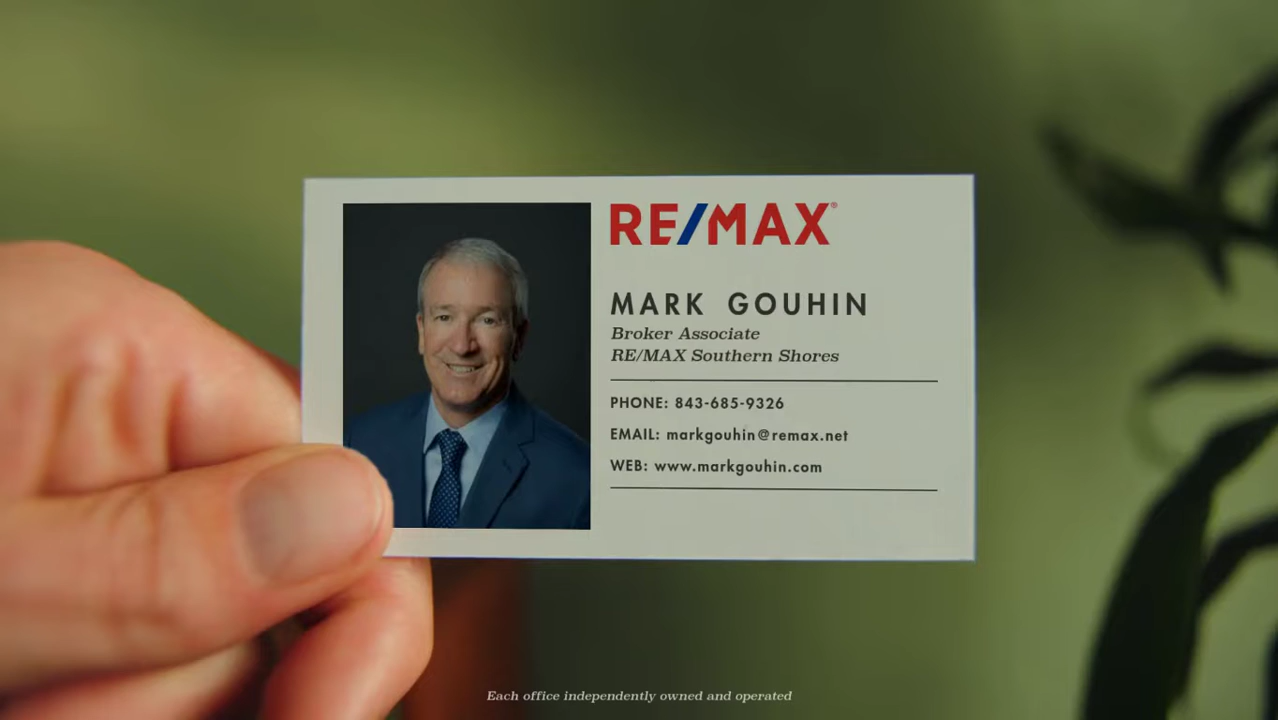 RE/MAX®
MARK GOUHIN
Broker Associate
RE/MAX Southern Shores
PHONE: 843-685-9326
EMAIL: markgouhin@remax.net
WEB: www.markgouhin.com
Each office independently owned and operated